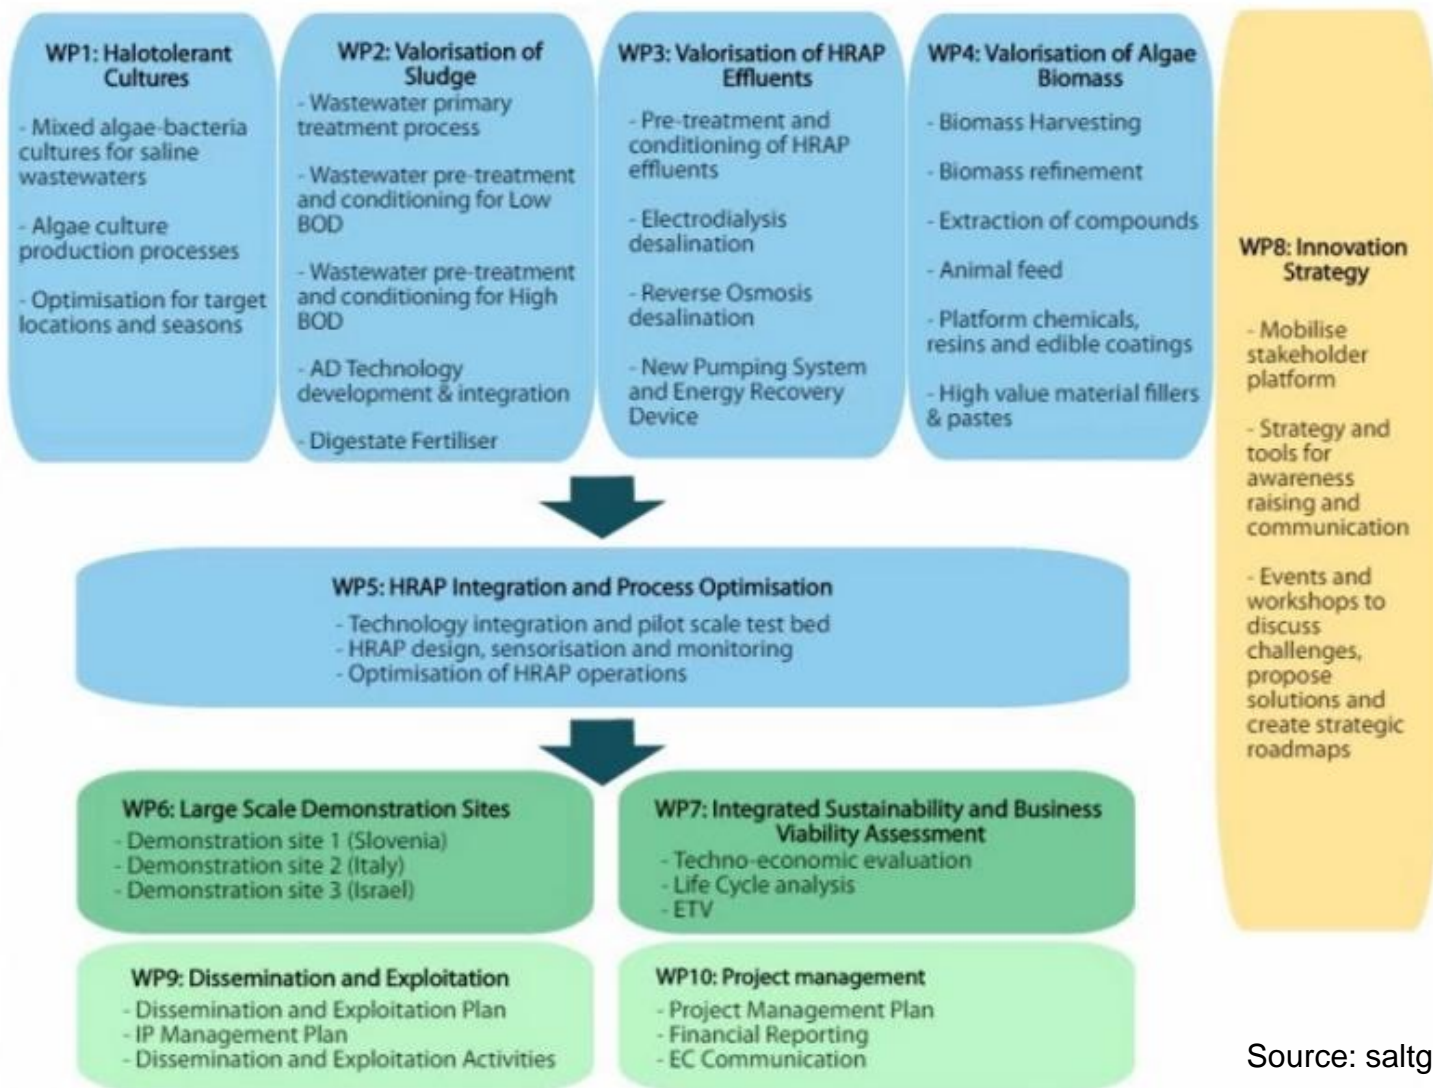 WP1: Halotolerant
Cultures
- Mixed algae-bacteria
cultures for saline
wastewaters
- Algae culture
production processes
- Optimisation for target
locations and seasons
WP2: Valorisation of
Sludge
- Wastewater primary
treatment process
- Wastewater pre-treatment
and conditioning for Low
BOD
- Wastewater pre-treatment
and conditioning for High
BOD
- AD Technology
development & integration
- Digestate Fertiliser
WP3: Valorisation of HRAP
Effluents
- Pre-treatment and
conditioning of HRAP
effluents
- Electrodialysis
desalination
- Reverse Osmosis
desalination
- New Pumping System
and Energy Recovery
Device
WP4: Valorisation of Algae
Biomass
- Biomass Harvesting
- Biomass refinement
- Extraction of compounds
- Animal feed
- Platform chemicals,
resins and edible coatings
- High value material fillers
& pastes
WP8: Innovation
Strategy
- Mobilise
stakeholder
platform
- Strategy and
tools for
awareness
raising and
communication
- Events and
workshops to
discuss
challenges,
propose
solutions and
create strategic
roadmaps
WP5: HRAP Integration and Process Optimisation
- Technology integration and pilot scale test bed
- HRAP design, sensorisation and monitoring
- Optimisation of HRAP operations
WP6: Large Scale Demonstration Sites
- Demonstration site 1 (Slovenia)
- Demonstration site 2 (Italy)
- Demonstration site 3 (Israel)
WP7: Integrated Sustainability and Business
Viability Assessment
- Techno-economic evaluation
- Life Cycle analysis
- ETV
WP9: Dissemination and Exploitation
- Dissemination and Exploitation Plan
- IP Management Plan
- Dissemination and Exploitation Activities
WP10: Project management
- Project Management Plan
- Financial Reporting
- EC Communication
Source: saltg